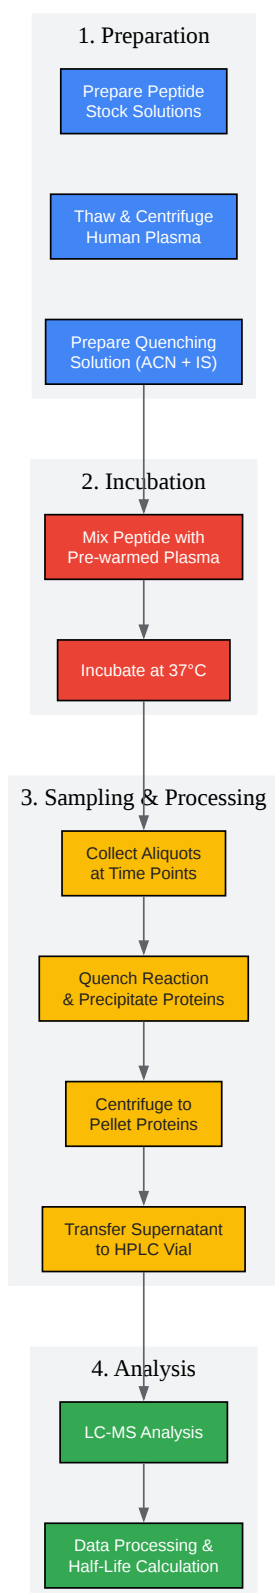 1. Preparation
Prepare Peptide
Stock Solutions
Thaw & Centrifuge
Human Plasma
Prepare Quenching
Solution (ACN + IS)
2. Incubation
Mix Peptide with
Pre-warmed Plasma
Incubate at 37°C
3. Sampling & Processing
Collect Aliquots
at Time Points
Quench Reaction
& Precipitate Proteins
Centrifuge to
Pellet Proteins
Transfer Supernatant
to HPLC Vial
4. Analysis
LC-MS Analysis
Data Processing &
Half-Life Calculation